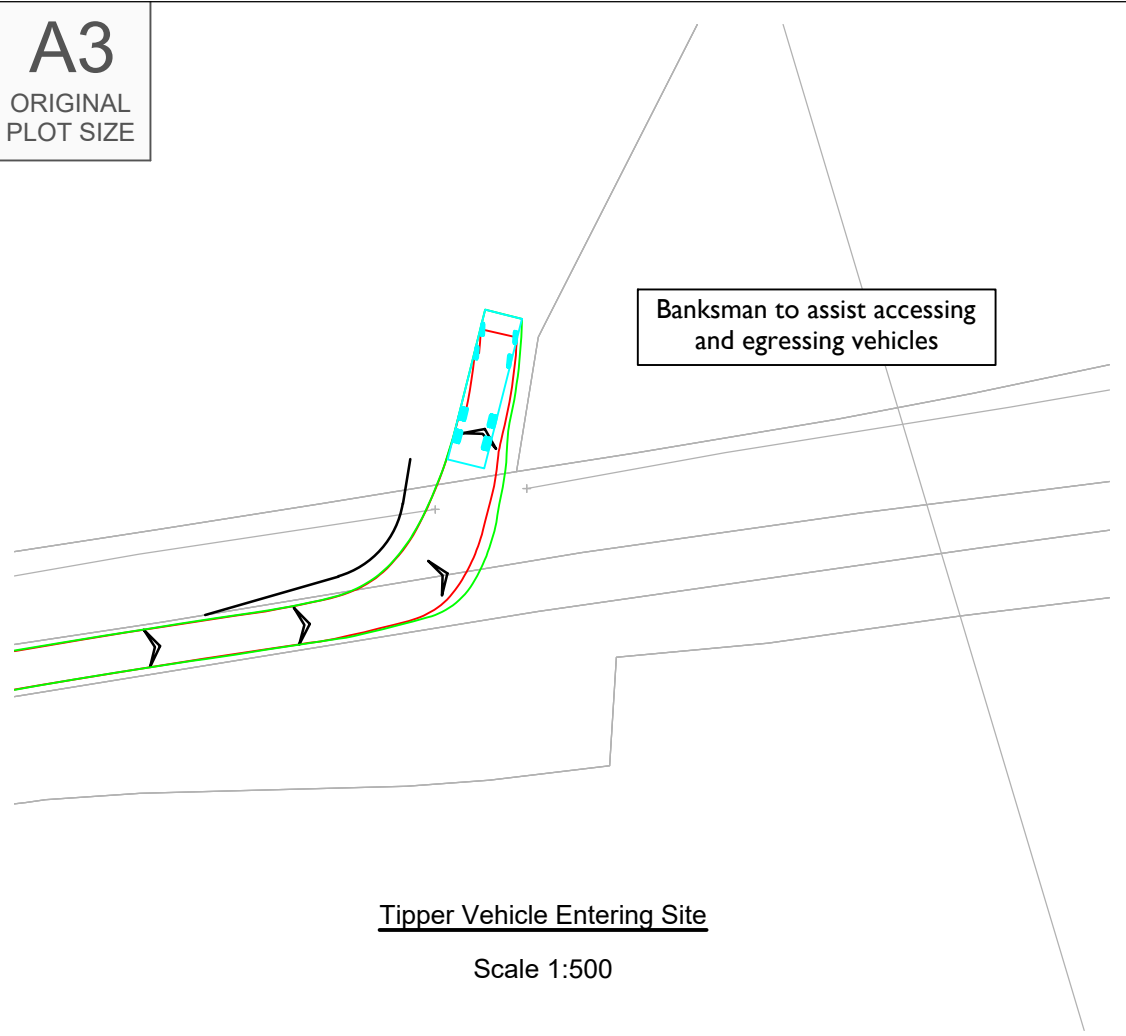 A3
ORIGINAL
PLOT SIZE
Banksman to assist accessing
and egressing vehicles
Tipper Vehicle Entering Site
Scale 1:500